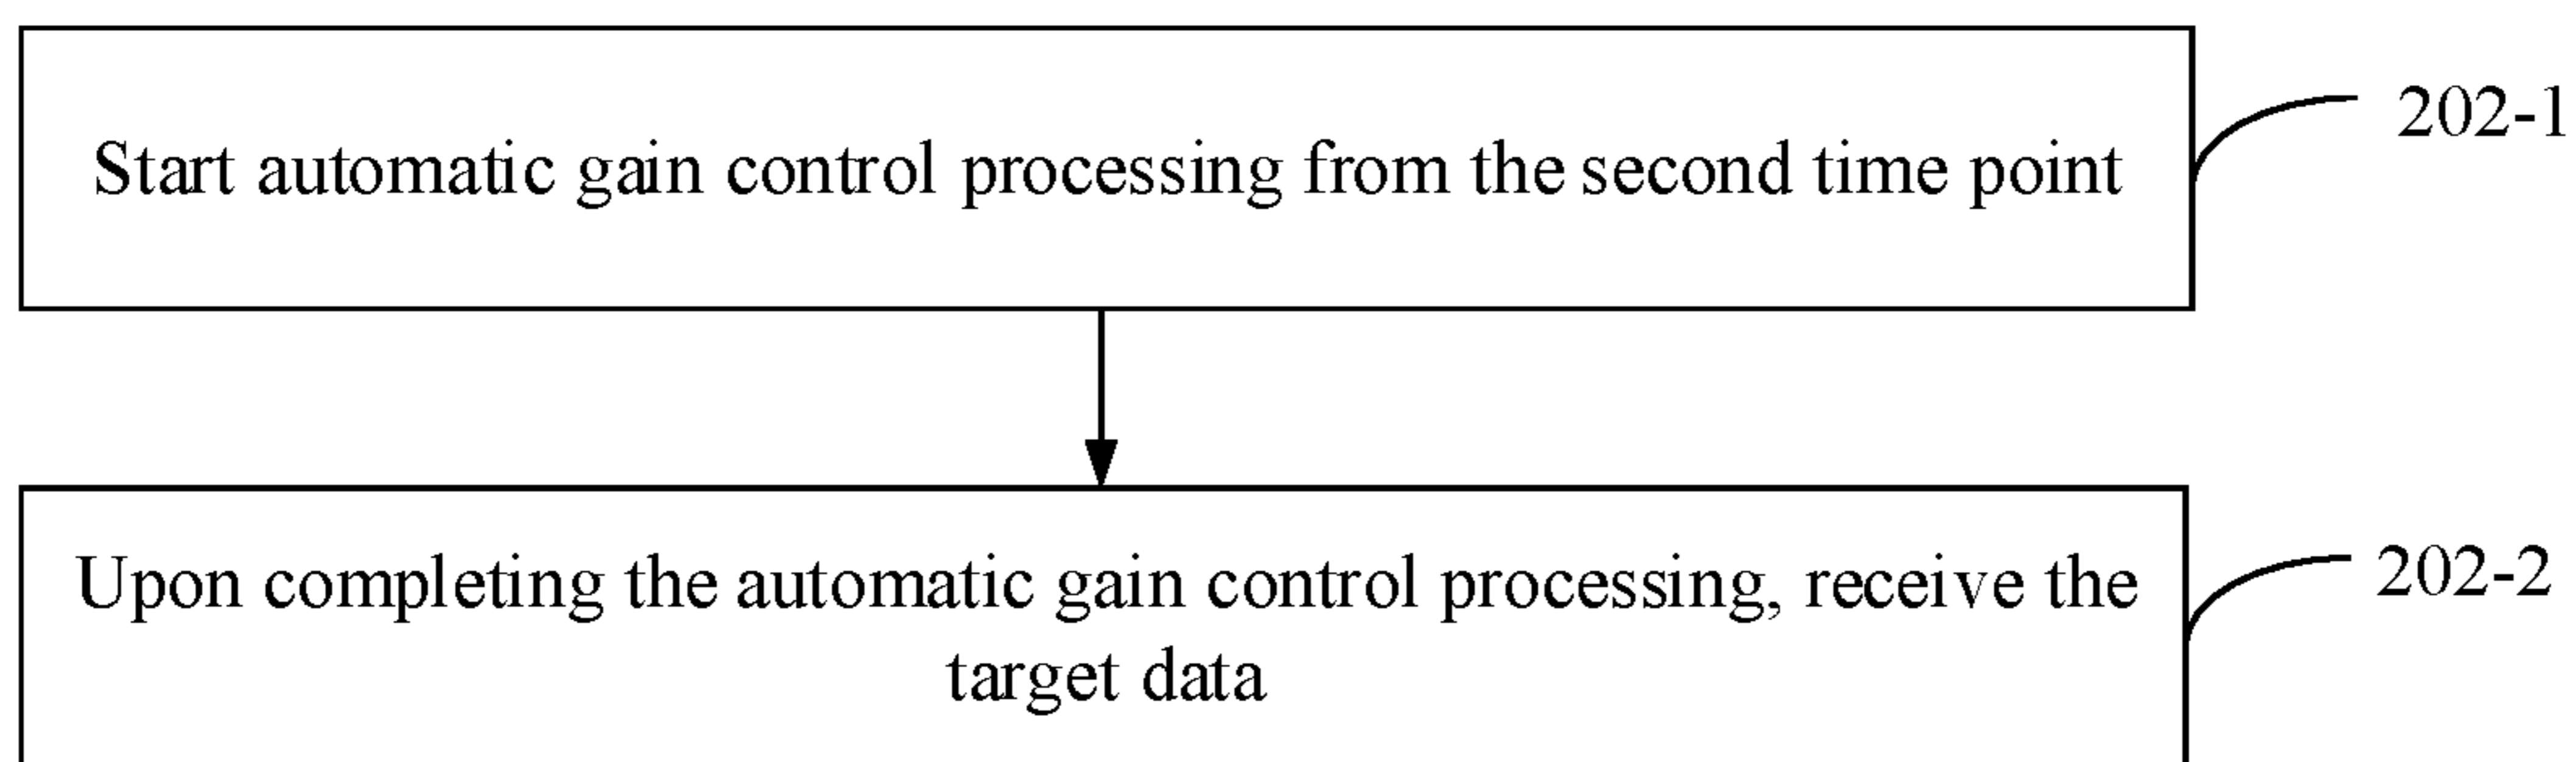 Start automatic gain control processing from the second time point
202-1
Upon completing the automatic gain control processing, receive the
target data
202-2